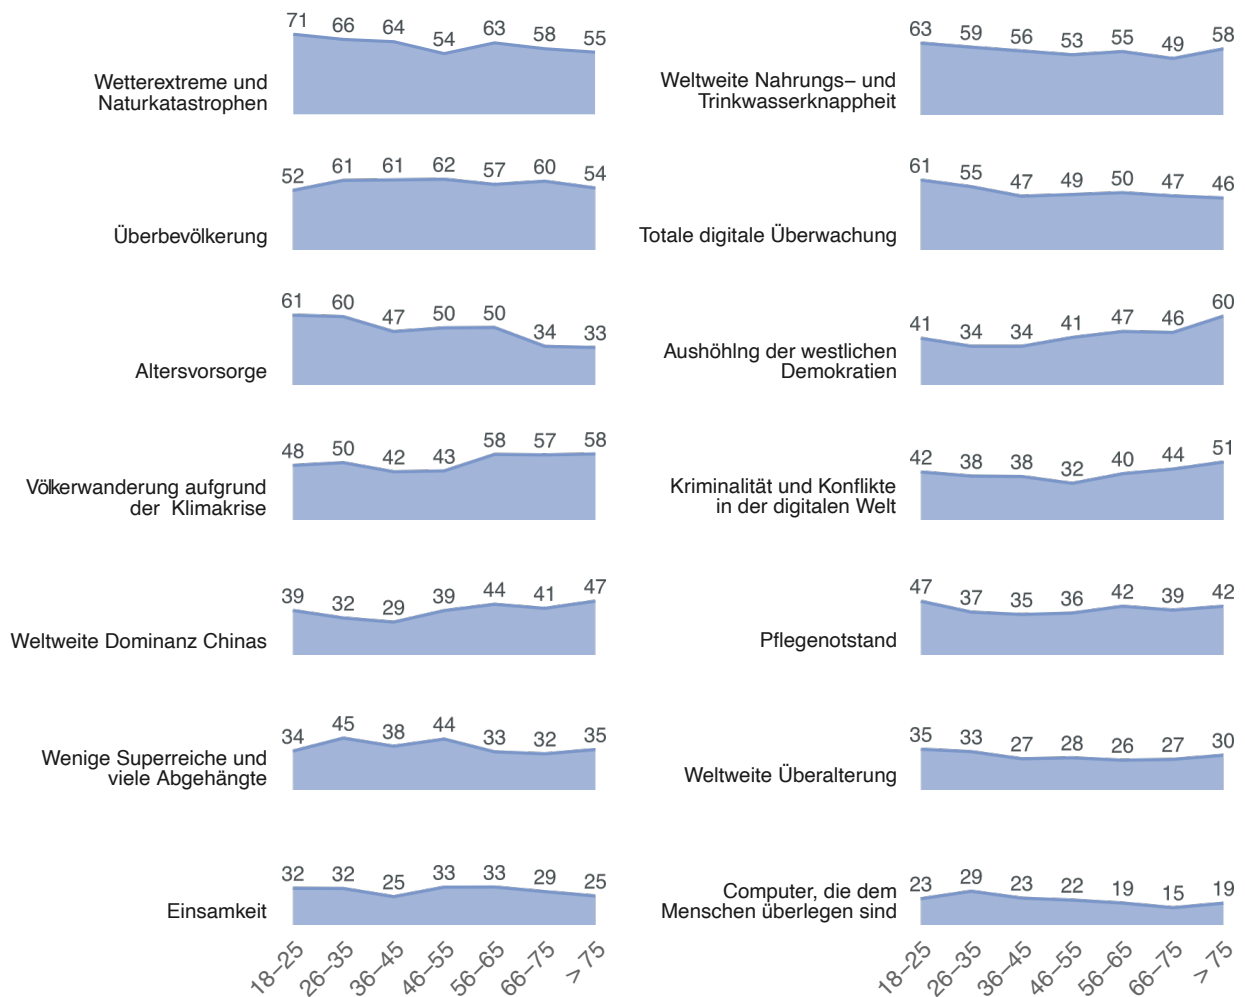 71 66 64 54 63 58 55
Wetterextreme und
Naturkatastrophen
63 59 56 53 55 49 58
Weltweite Nahrungs– und
Trinkwasserknappheit
52 61 61 62 57 60 54
Überbevölkerung
61 55 47 49 50 47 46
Totale digitale Überwachung
61 60 47 50 50 34 33
Altersvorsorge
41 34 34 41 47 46 60
Aushöhlng der westlichen
Demokratien
48 50 42 43 58 57 58
Völkerwanderung aufgrund
der Klimakrise
42 38 38 32 40 44 51
Kriminalität und Konflikte
in der digitalen Welt
39 32 29 39 44 41 47
Weltweite Dominanz Chinas
47 37 35 36 42 39 42
Pflegenotstand
34 45 38 44 33 32 35
Wenige Superreiche und
viele Abgehängte
35 33 27 28 26 27 30
Weltweite Überalterung
32 32 25 33 33 29 25
Einsamkeit
23 29 23 22 19 15 19
Computer, die dem
Menschen überlegen sind
18–25 26–35 36–45 46–55 56–65 66–75 > 75
18–25 26–35 36–45 46–55 56–65 66–75 > 75